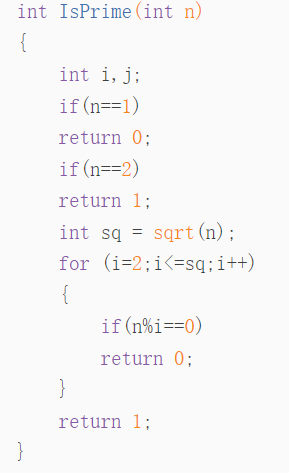 int IsPrime(int n)
{
    int i,j;
    if(n==1)
    return 0;
    if(n==2)
    return 1;
    int sq = sqrt(n);
    for (i=2;i<=sq;i++)
    {
        if(n%i==0)
        return 0;
    }
    return 1;
}